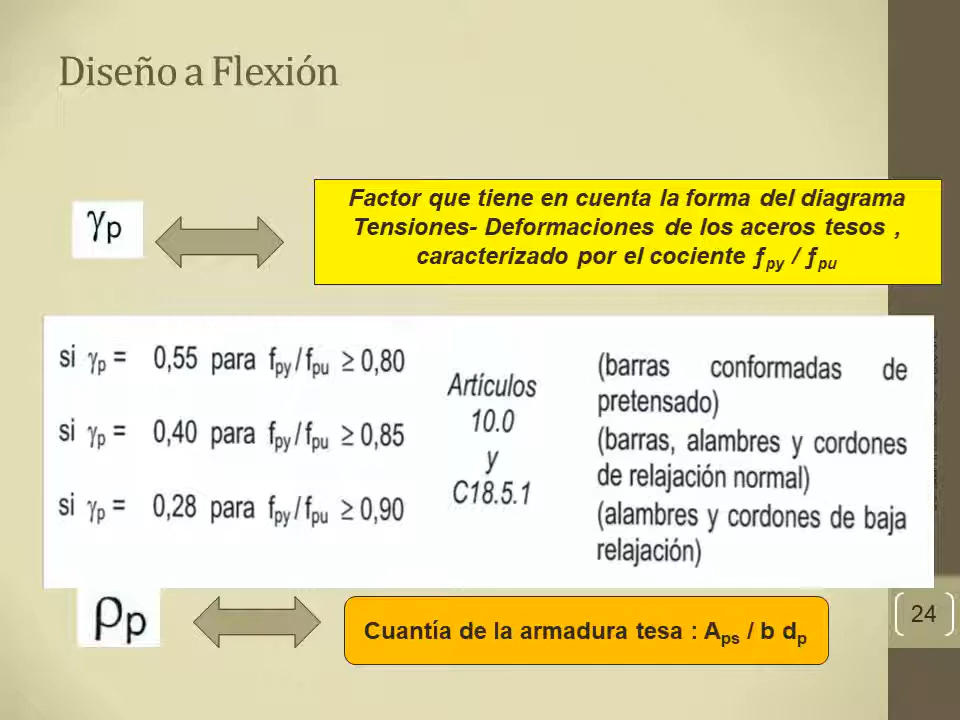 Diseño a Flexión
γp
Factor que tiene en cuenta la forma del diagrama
Tensiones- Deformaciones de los aceros tesos ,
caracterizado por el cociente ƒpy / ƒpu
si γp = 0,55 para fpy/fpu ≥ 0,80
si γp = 0,40 para fpy/fpu ≥ 0,85
si γp = 0,28 para fpy/fpu ≥ 0,90
Artículos
10.0
y
C18.5.1
(barras conformadas de
pretensado)
(barras, alambres y cordones
de relajación normal)
(alambres y cordones de baja
relajación)
ρp
Cuantía de la armadura tesa : Aps / b dp
24